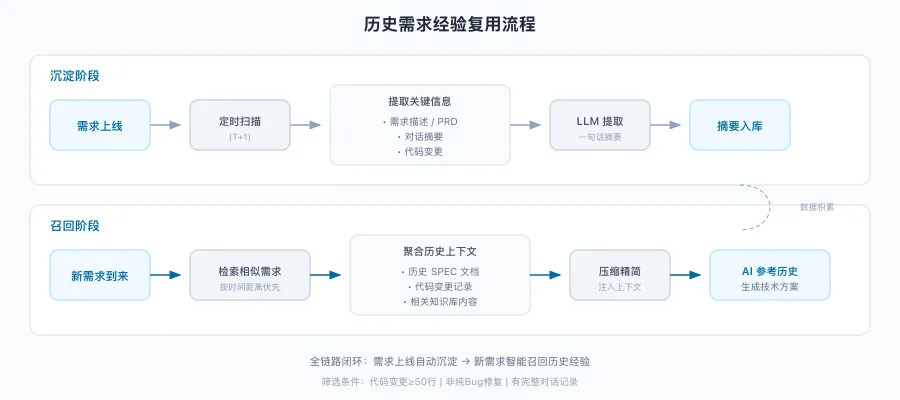 历史需求经验复用流程
沉淀阶段
需求上线
定时扫描
(T+1)
提取关键信息
• 需求描述 / PRD
• 对话摘要
• 代码变更
LLM 提取
一句话摘要
摘要入库
数据积累
召回阶段
新需求到来
检索相似需求
按时间距离优先
聚合历史上下文
• 历史 SPEC 文档
• 代码变更记录
• 相关知识库内容
压缩精简
注入上下文
AI 参考历史
生成技术方案
全链路闭环：需求上线自动沉淀 → 新需求智能召回历史经验
筛选条件：代码变更≥50行 | 非纯Bug修复 | 有完整对话记录